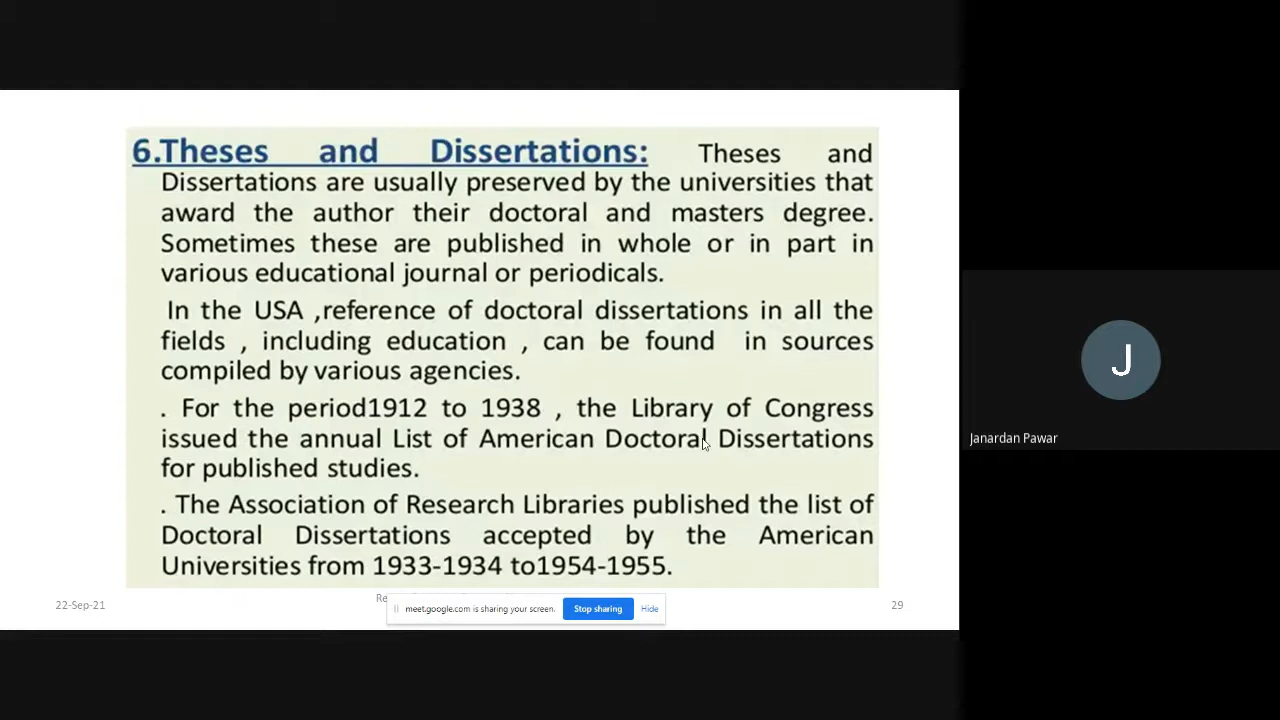 6.Theses and Dissertations: Theses and
Dissertations are usually preserved by the universities that
award the author their doctoral and masters degree.
Sometimes these are published in whole or in part in
various educational journal or periodicals.
In the USA ,reference of doctoral dissertations in all the
fields , including education , can be found in sources
compiled by various agencies.
. For the period1912 to 1938 , the Library of Congress
issued the annual List of American Doctoral Dissertations
for published studies.
. The Association of Research Libraries published the list of
Doctoral Dissertations accepted by the American
Universities from 1933-1934 to1954-1955.
22-Sep-21
29
meet.google.com is sharing your screen.
Stop sharing
Hide
J
Janardan Pawar